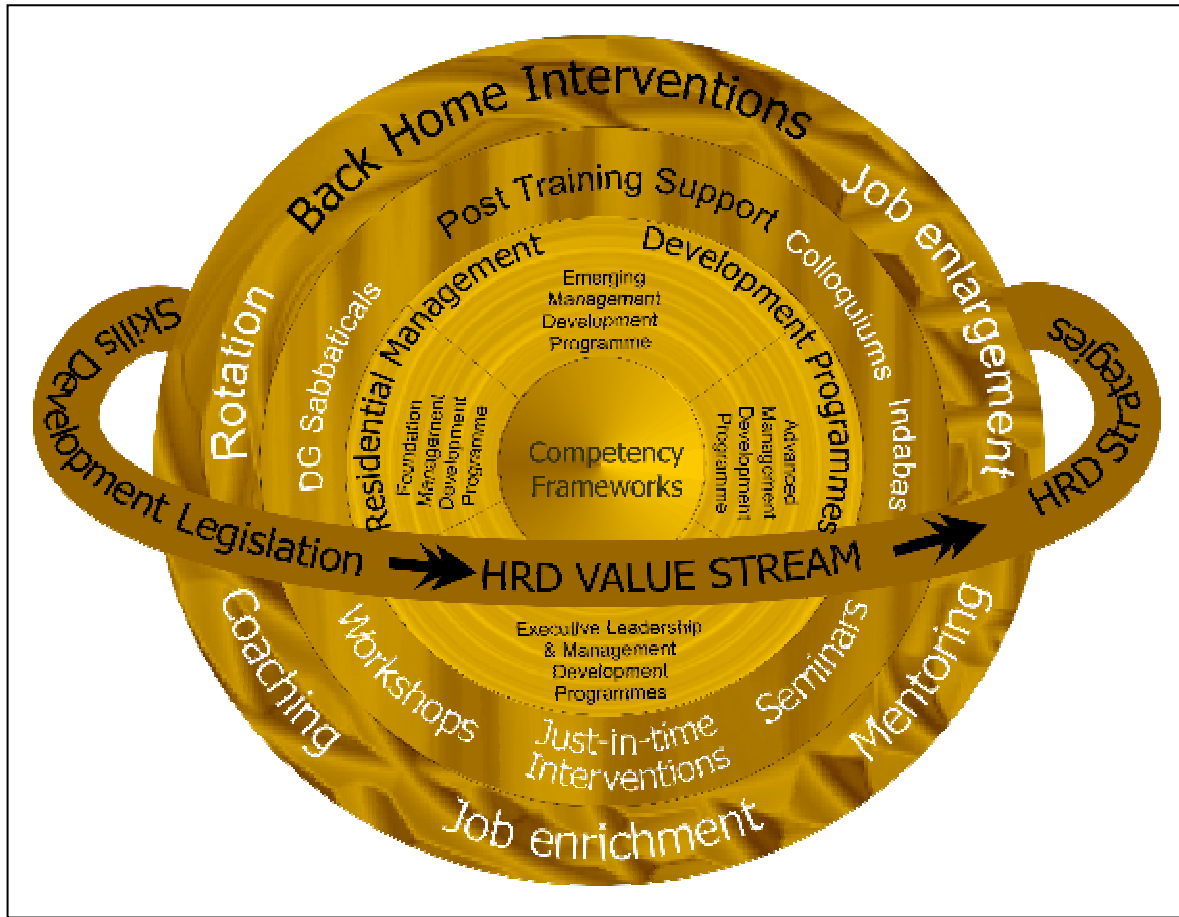 Back Home Interventions
Job enlargement
Mentoring
Job enrichment
Coaching
Rotation
Post Training Support
Colloquiums
Indabas
Seminars
Just-in-time
Interventions
Workshops
DG Sabbaticals
Residential Management
Development Programmes
Emerging
Management
Development
Programme
Advanced
Management
Development
Programme
Executive Leadership
& Management
Development
Programmes
Foundation
Management
Development
Programme
Competency
Frameworks
Skills Development Legislation
HRD VALUE STREAM
HRD Strategies